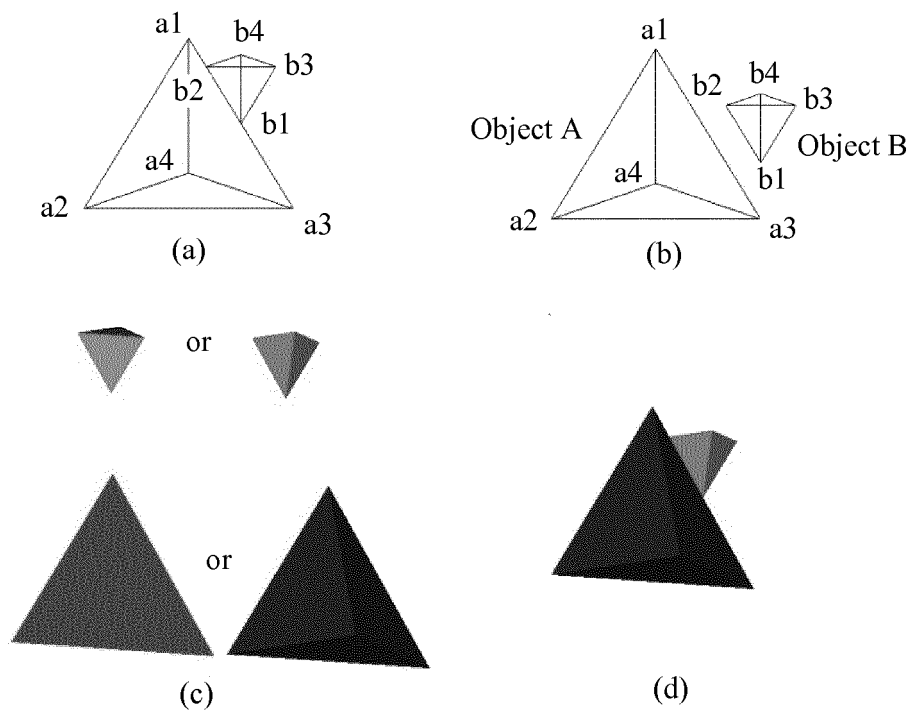 a1
b4
b3
b2
b1
a4
a2
a3
(a)
a1
b4
b2
b3
Object A
Object B
a4
b1
a2
a3
(b)
or
or
(c)
(d)